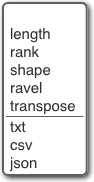 length
rank
shape
ravel
transpose
txt
csv
json